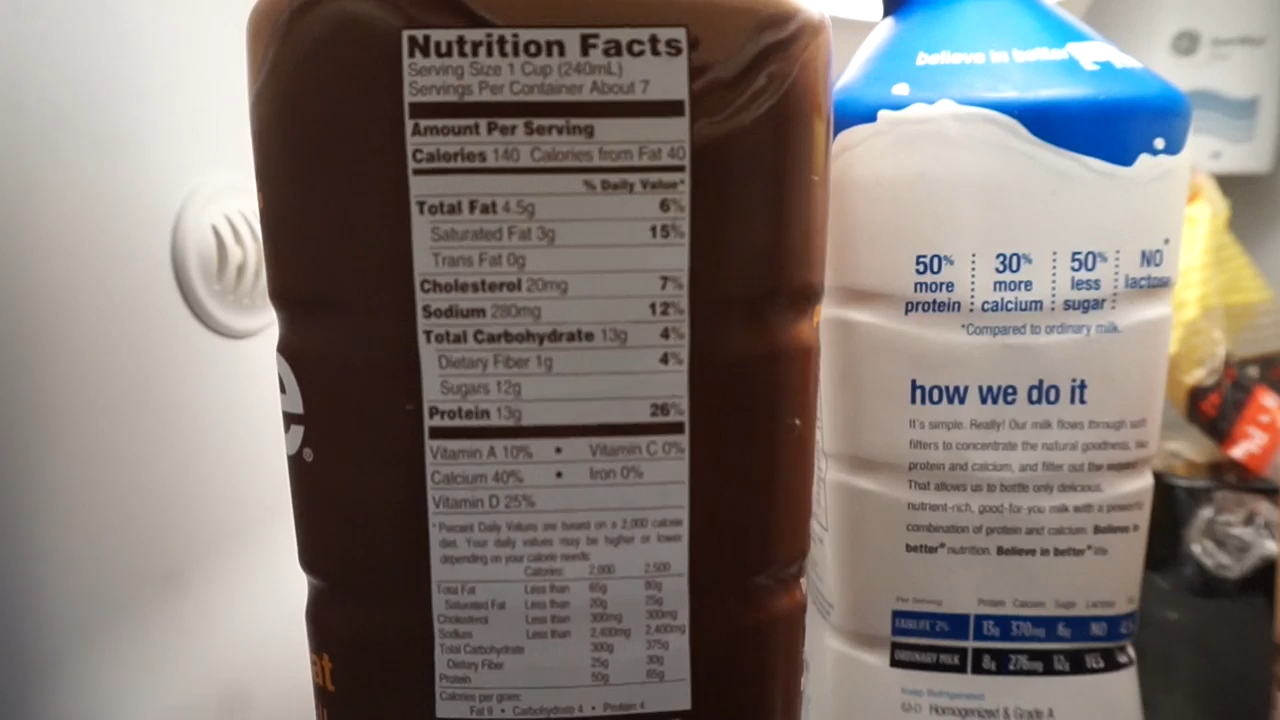 Nutrition Facts
Serving Size 1 Cup (240mL)
Servings Per Container About 7
Amount Per Serving
Calories 140 Calories from Fat 40
% Daily Value*
Total Fat 4.5g 6%
Saturated Fat 3g 15%
Trans Fat 0g
Cholesterol 20mg 7%
Sodium 280mg 12%
Total Carbohydrate 13g 4%
Dietary Fiber 1g 4%
Sugars 12g
Protein 13g 26%
Vitamin A 10% • Vitamin C 0%
Calcium 40% • Iron 0%
Vitamin D 25%
*Percent Daily Values are based on a 2,000 calorie
diet. Your daily values may be higher or lower
depending on your calorie needs:
Calories: 2,000 2,500
Total Fat Less than 65g 80g
Saturated Fat Less than 20g 25g
Cholesterol Less than 300mg 300mg
Sodium Less than 2,400mg 2,400mg
Total Carbohydrate 300g 375g
Dietary Fiber 25g 30g
Protein 50g 65g
Calories per gram:
Fat 9 • Carbohydrate 4 • Protein 4
e®
at
believe in better
50% more protein
30% more calcium
50% less sugar
NO* lactose
*Compared to ordinary milk.
how we do it
It's simple. Really! Our milk flows through soft
filters to concentrate the natural goodness, like
protein and calcium, and filter out the
That allows us to bottle only delicious,
nutrient-rich, good-for-you milk with a powerful
combination of protein and calcium. Believe in
better® nutrition. Believe in better® life
Per Serving Protein Calcium Sugar Lactose
FAIRLIFE 2% 13g 370mg 6g NO
ORDINARY MILK 8g 276mg 12g YES
Keep Refrigerated
Homogenized & Grade A